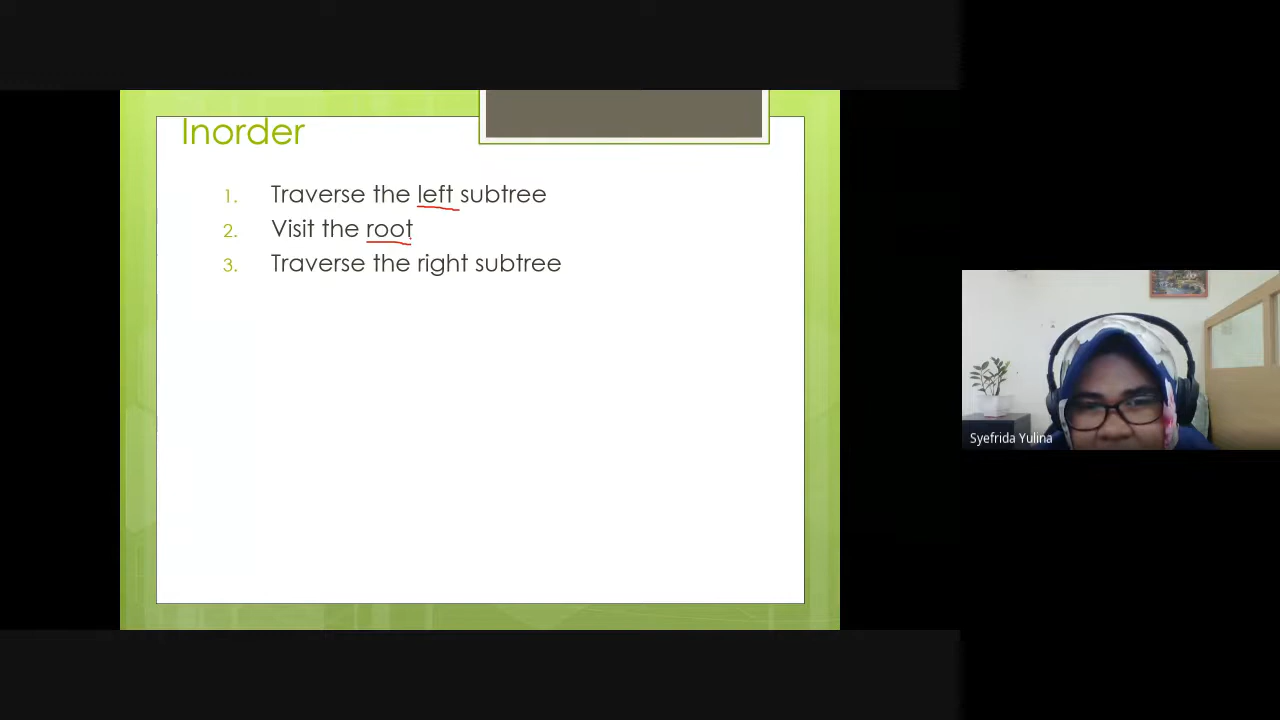 Inorder
1. Traverse the left subtree
2. Visit the root
3. Traverse the right subtree
Syefrida Yulina